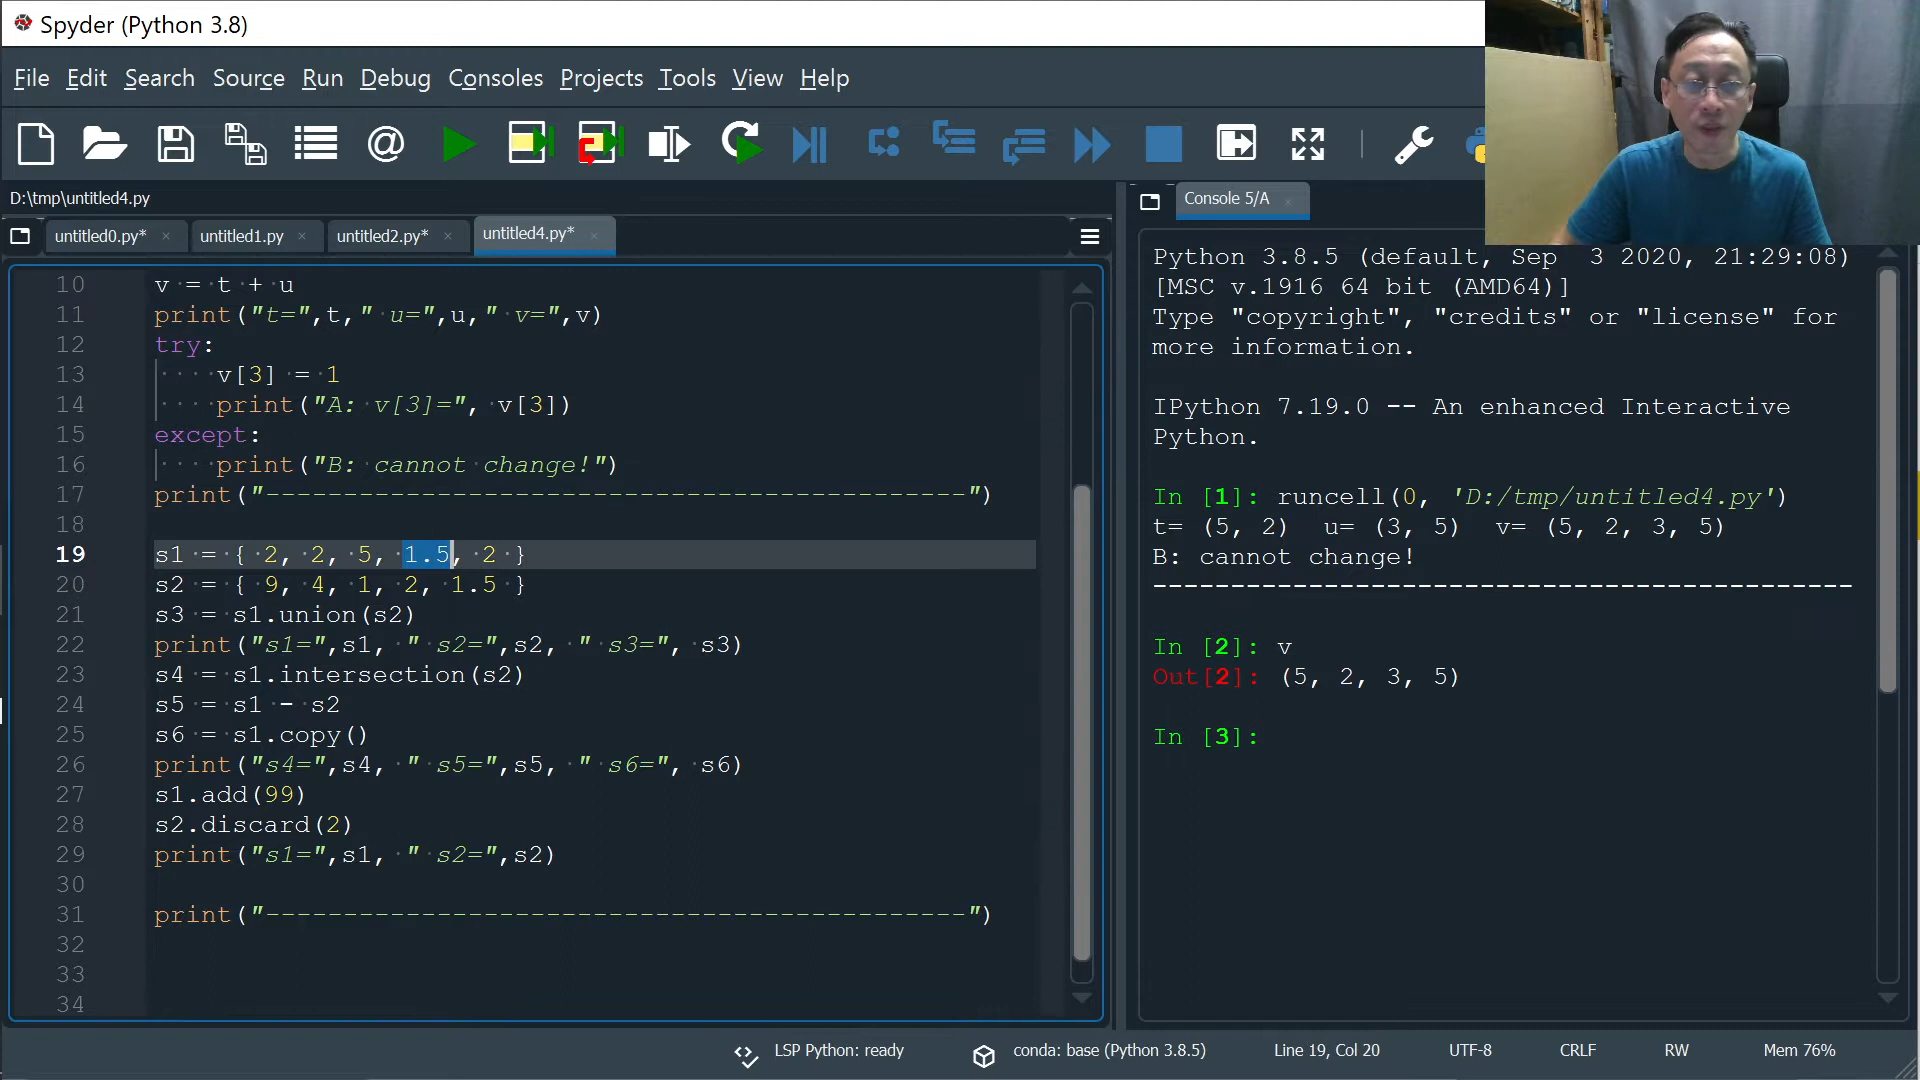 Spyder (Python 3.8)
File Edit Search Source Run Debug Consoles Projects Tools View Help
D:\tmp\untitled4.py
untitled0.py* untitled1.py untitled2.py* untitled4.py*
10 v = t + u
11 print("t=",t," u=",u," v=",v)
12 try:
13 v[3] = 1
14 print("A: v[3]=", v[3])
15 except:
16 print("B: cannot change!")
17 print("---------------------------------------------")
18
19 s1 = { 2, 2, 5, 1.5, 2 }
20 s2 = { 9, 4, 1, 2, 1.5 }
21 s3 = s1.union(s2)
22 print("s1=",s1, " s2=",s2, " s3=", s3)
23 s4 = s1.intersection(s2)
24 s5 = s1 - s2
25 s6 = s1.copy()
26 print("s4=",s4, " s5=",s5, " s6=", s6)
27 s1.add(99)
28 s2.discard(2)
29 print("s1=",s1, " s2=",s2)
30
31 print("---------------------------------------------")
32
33
34
Console 5/A
Python 3.8.5 (default, Sep  3 2020, 21:29:08)
[MSC v.1916 64 bit (AMD64)]
Type "copyright", "credits" or "license" for
more information.
IPython 7.19.0 -- An enhanced Interactive
Python.
In [1]: runcell(0, 'D:/tmp/untitled4.py')
t= (5, 2)  u= (3, 5)  v= (5, 2, 3, 5)
B: cannot change!
---------------------------------------------
In [2]: v
Out[2]: (5, 2, 3, 5)
In [3]:
LSP Python: ready conda: base (Python 3.8.5) Line 19, Col 20 UTF-8 CRLF RW Mem 76%